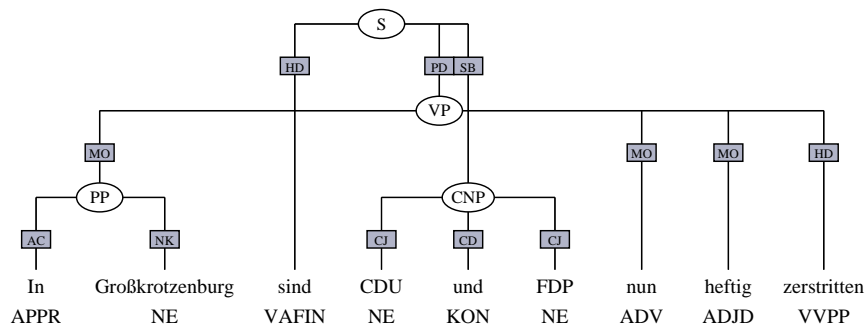 S
HD PD SB
VP
MO MO MO HD
PP CNP
AC NK CJ CD CJ
In Großkrotzenburg sind CDU und FDP nun heftig zerstritten
APPR NE VAFIN NE KON NE ADV ADJD VVPP